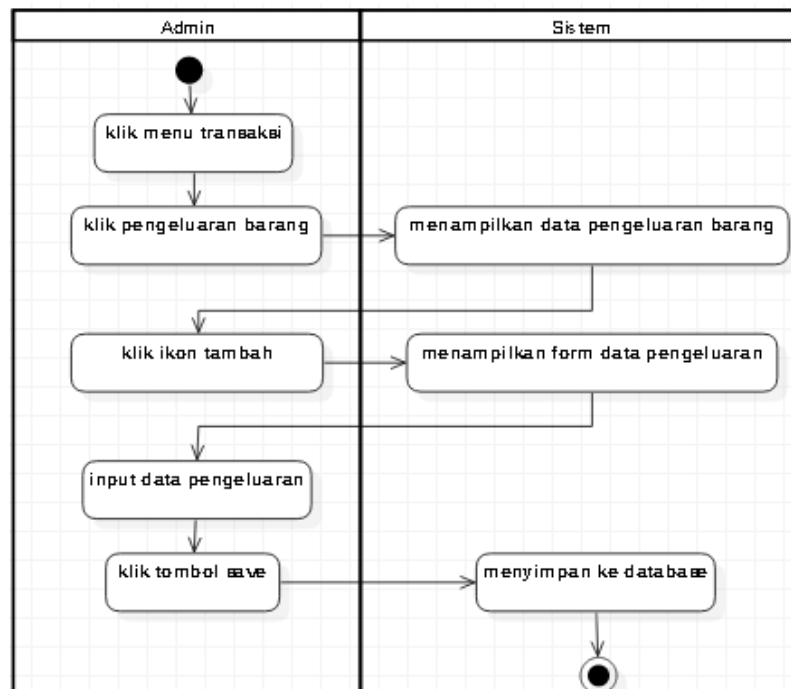 Admin
Sistem
klik menu transaksi
klik pengeluaran barang
menampilkan data pengeluaran barang
klik ikon tambah
menampilkan form data pengeluaran
input data pengeluaran
klik tombol save
menyimpan ke database